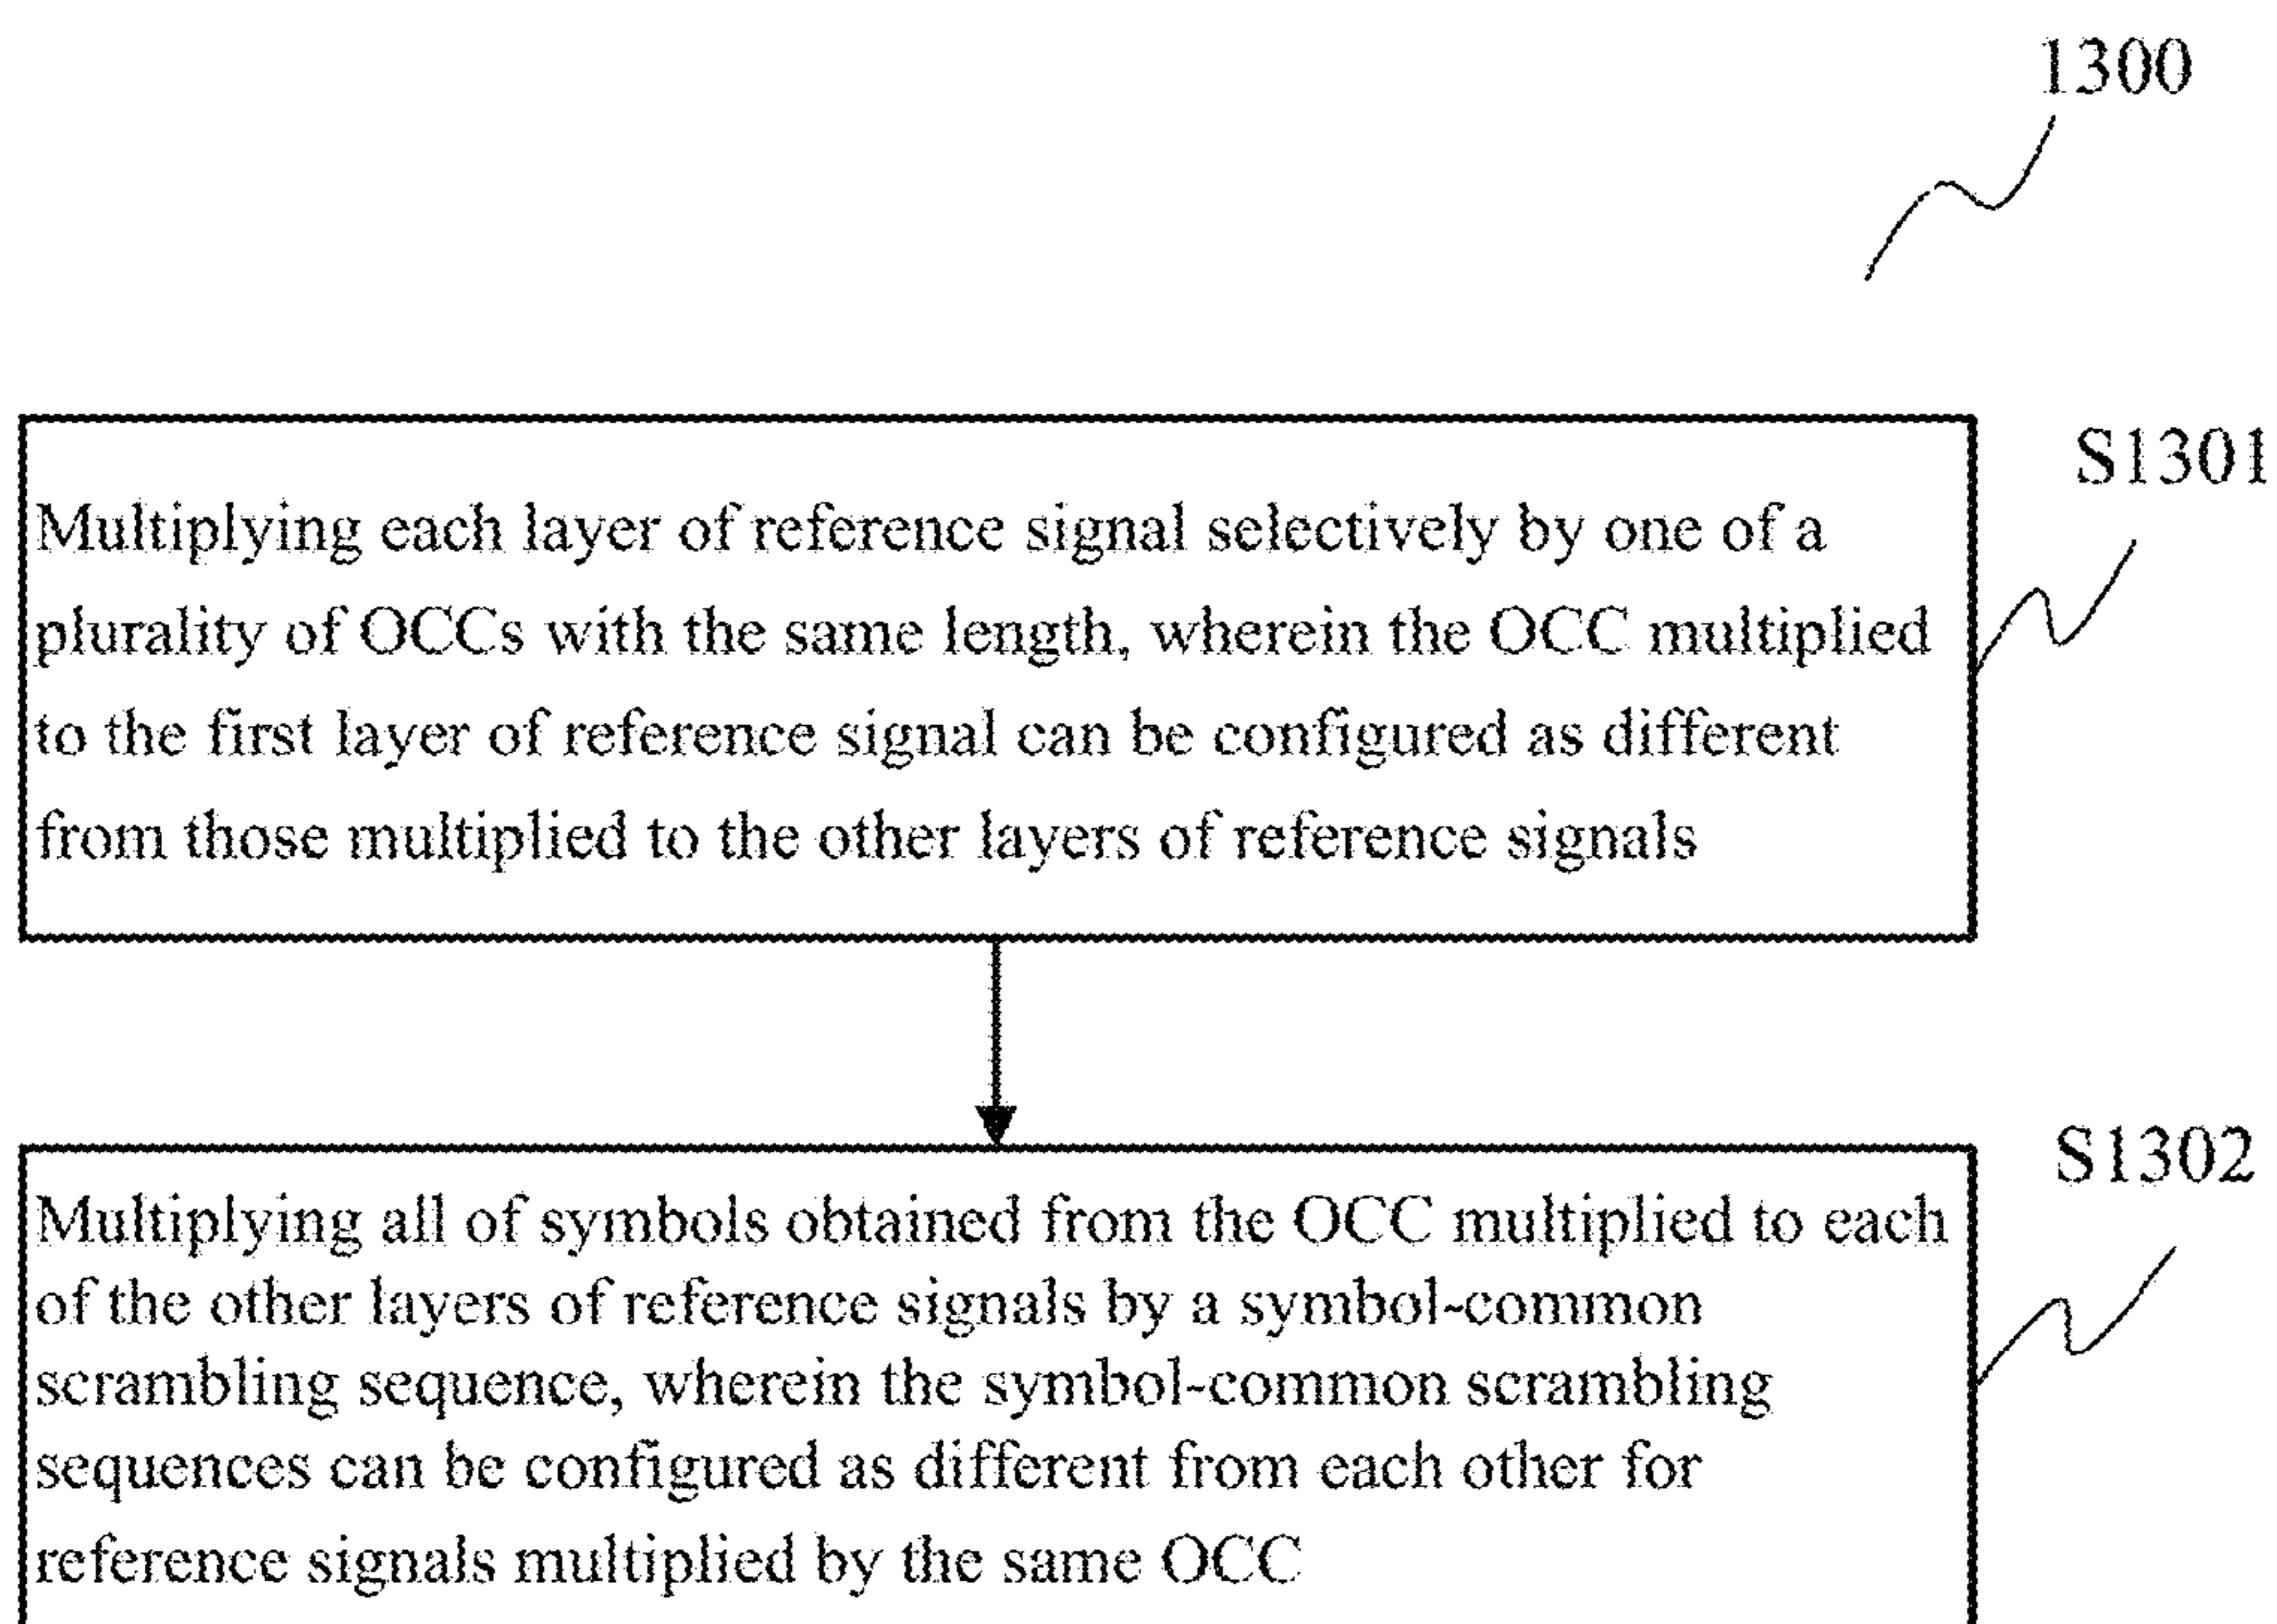 1300
S1301
Multiplying each layer of reference signal selectively by one of a
plurality of OCCs with the same length, wherein the OCC multiplied
to the first layer of reference signal can be configured as different
from those multiplied to the other layers of reference signals
S1302
Multiplying all of symbols obtained from the OCC multiplied to each
of the other layers of reference signals by a symbol-common
scrambling sequence, wherein the symbol-common scrambling
sequences can be configured as different from each other for
reference signals multiplied by the same OCC